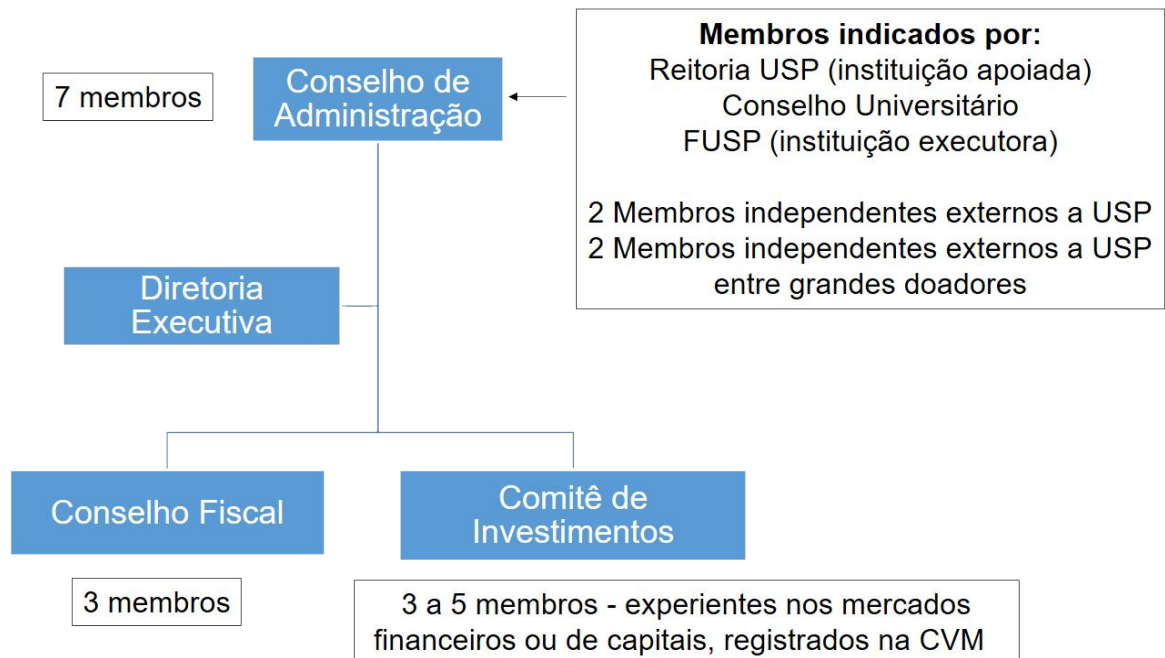 7 membros
Conselho de
Administração
Membros indicados por:
Reitoria USP (instituição apoiada)
Conselho Universitário
FUSP (instituição executora)
2 Membros independentes externos a USP
2 Membros independentes externos a USP
entre grandes doadores
Diretoria
Executiva
Conselho Fiscal
3 membros
Comitê de
Investimentos
3 a 5 membros - experientes nos mercados
financeiros ou de capitais, registrados na CVM